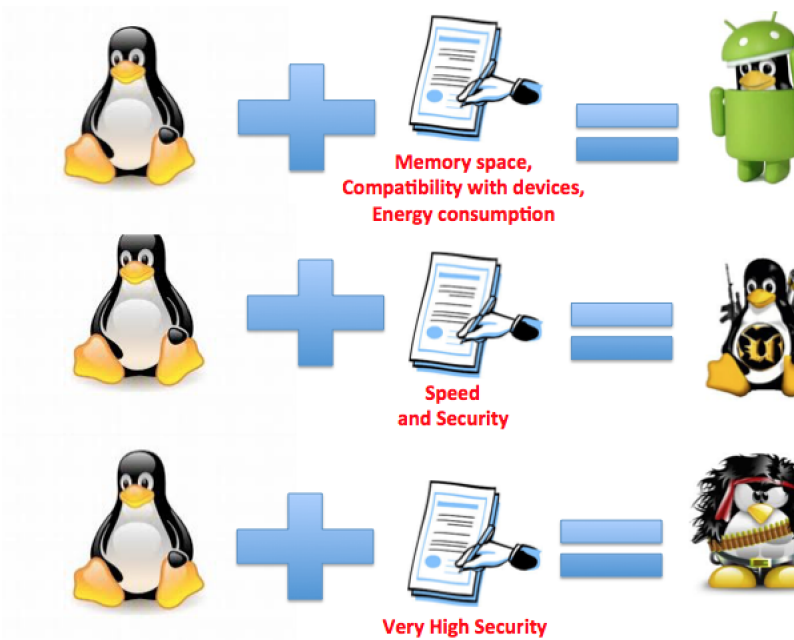 Memory space,
Compatibility with devices,
Energy consumption
Speed
and Security
Very High Security